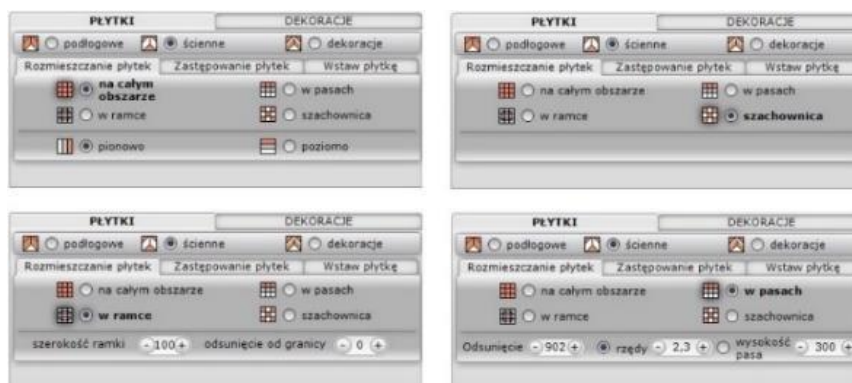 PŁYTKI DEKORACJE
podłogowe ścienne dekoracje
Rozmieszczanie płytek Zastępowanie płytek Wstaw płytkę
na całym obszarze w pasach
w ramce szachownica
pionowo poziomo
PŁYTKI DEKORACJE
podłogowe ścienne dekoracje
Rozmieszczanie płytek Zastępowanie płytek Wstaw płytkę
na całym obszarze w pasach
w ramce szachownica
PŁYTKI DEKORACJE
podłogowe ścienne dekoracje
Rozmieszczanie płytek Zastępowanie płytek Wstaw płytkę
na całym obszarze w pasach
w ramce szachownica
szerokość ramki - 100 + odsunięcie od granicy - 0 +
PŁYTKI DEKORACJE
podłogowe ścienne dekoracje
Rozmieszczanie płytek Zastępowanie płytek Wstaw płytkę
na całym obszarze w pasach
w ramce szachownica
Odsunięcie - 902 + rzędy - 2,3 + wysokość pasa - 300 +